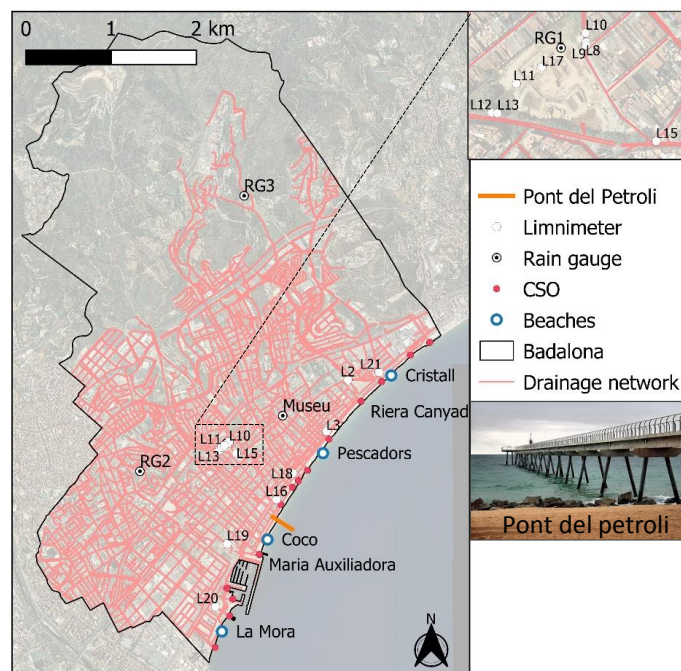 0 1 2 km
RG3
L2 L21
Cristall
Riera Canyad
Museu
L3
L11 L10
L13 L15
Pescadors
RG2
L18
L16
Coco
L19
Maria Auxiliadora
L20
La Mora
N
L10
RG1
L9 L8
L17
L11
L12 L13
L15
Pont del Petroli
Limnimeter
Rain gauge
CSO
Beaches
Badalona
Drainage network
Pont del petroli